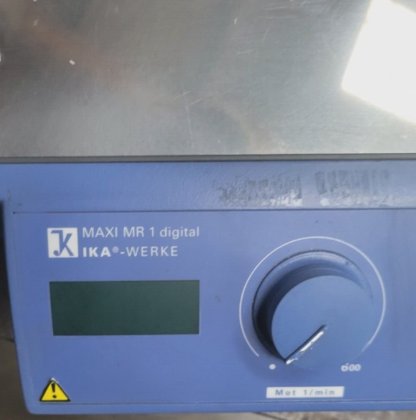 MAXI MR 1 digital
IKA®-WERKE
Mot 1/min